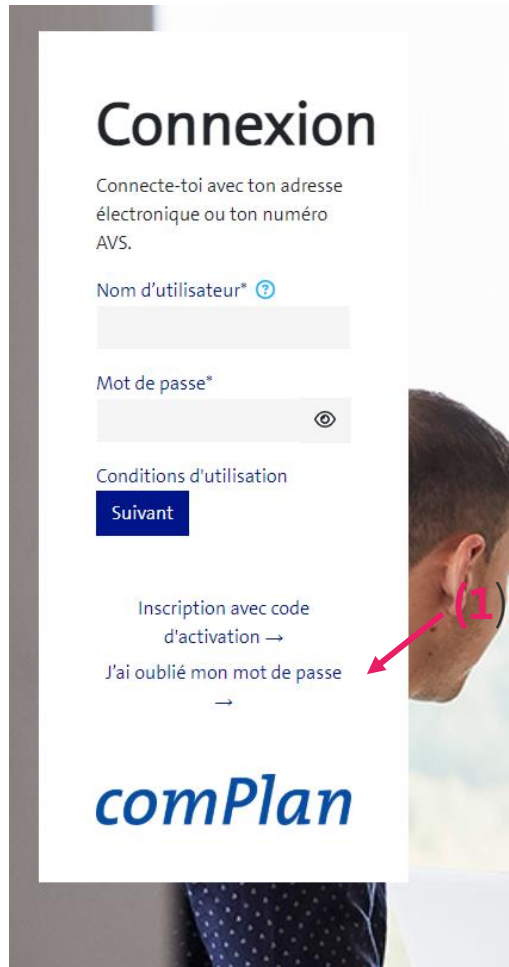 Connexion
Connecte-toi avec ton adresse
électronique ou ton numéro
AVS.
Nom d'utilisateur* ?
Mot de passe*
Conditions d'utilisation
Suivant
Inscription avec code
d'activation →
(1)
J'ai oublié mon mot de passe
→
comPlan